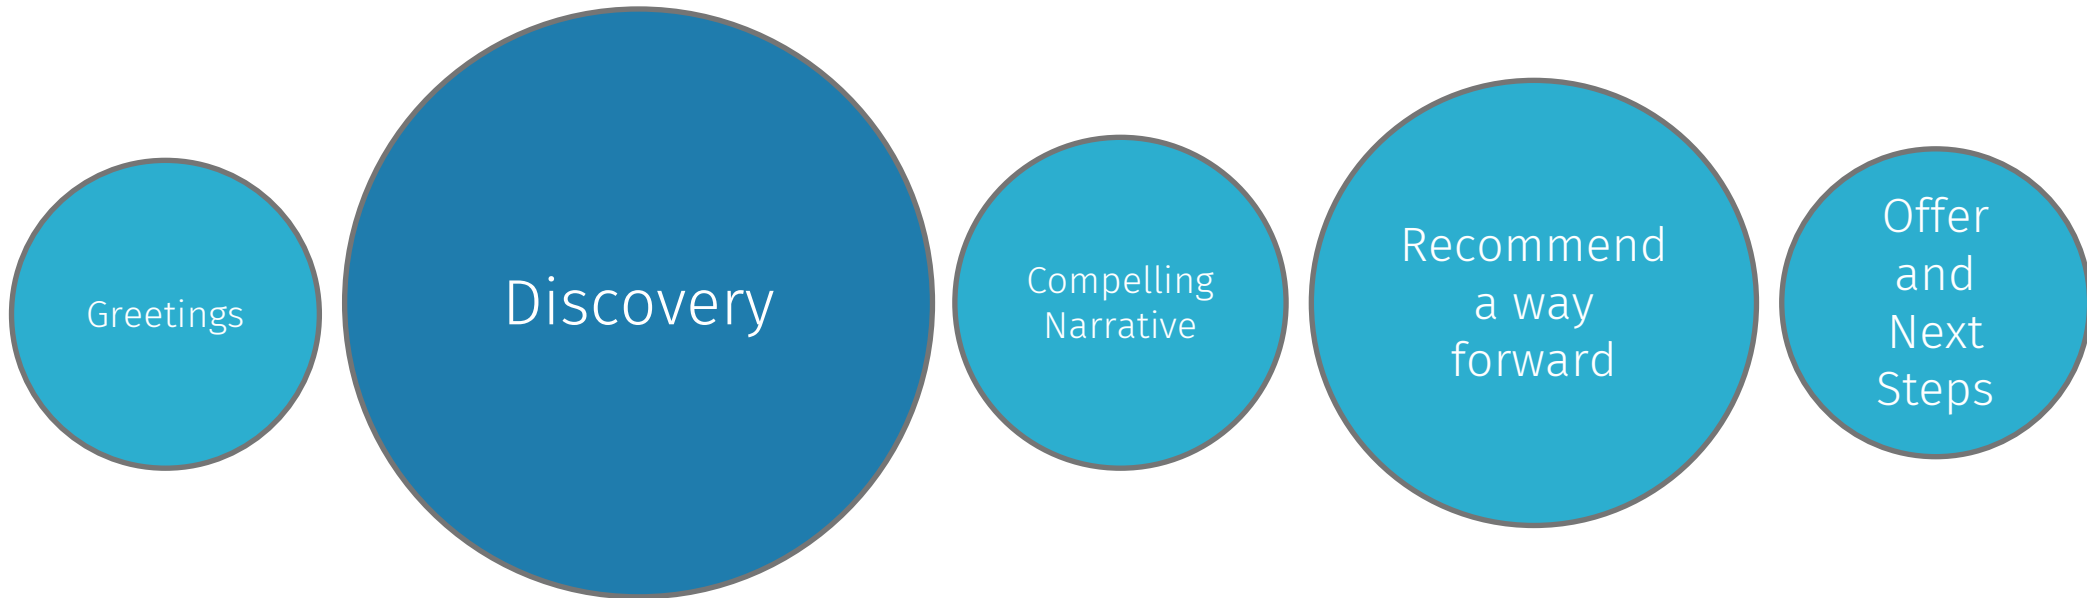 Greetings
Discovery
Compelling
Narrative
Recommend
a way
forward
Offer
and
Next
Steps